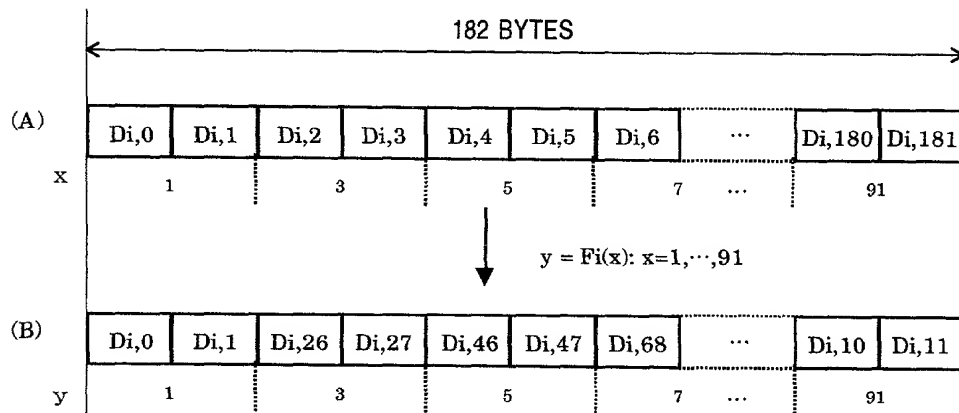 182 BYTES
(A) Di,0 Di,1 Di,2 Di,3 Di,4 Di,5 Di,6 ... Di,180 Di,181
x 1 3 5 7 ... 91
y = Fi(x): x=1,⋯,91
(B) Di,0 Di,1 Di,26 Di,27 Di,46 Di,47 Di,68 ... Di,10 Di,11
y 1 3 5 7 ... 91